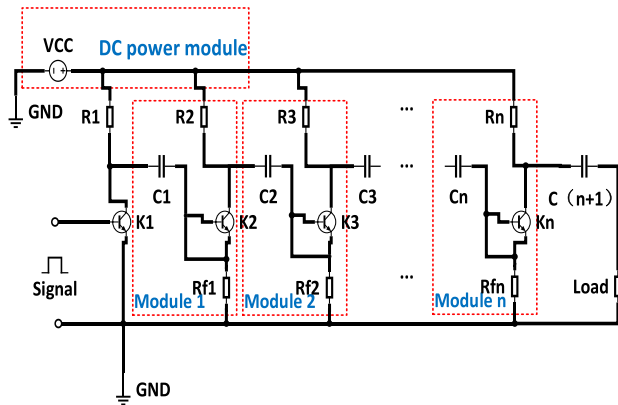 VCC
DC power module
GND
R1
R2
R3
...
Rn
C1
C2
C3
...
Cn
C（n+1）
K1
K2
K3
Kn
Signal
Rf1
Rf2
...
Rfn
Load
Module 1
Module 2
Module n
GND